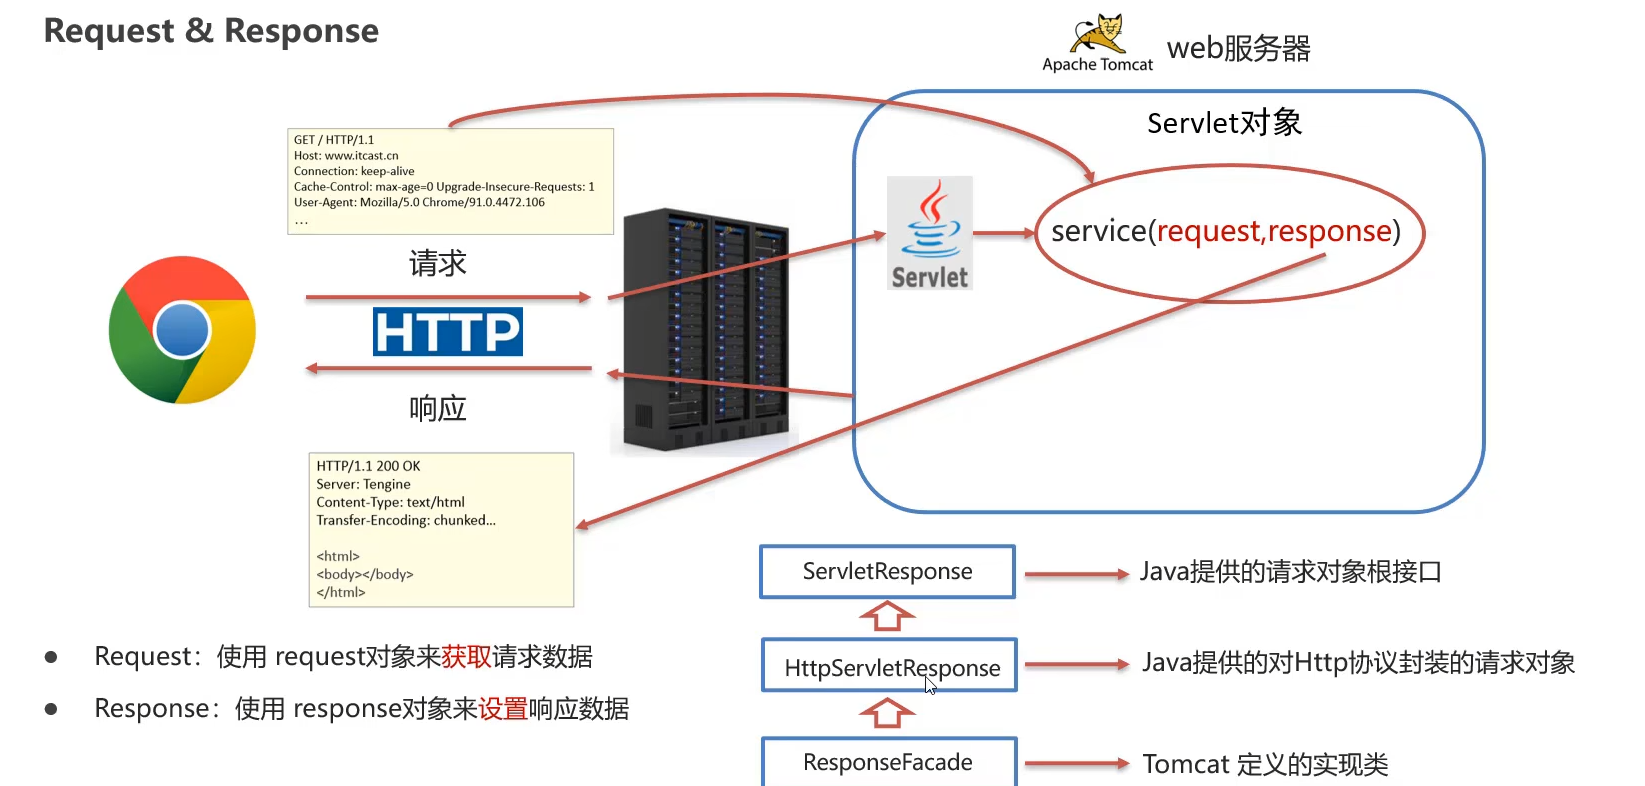 Request & Response
Apache Tomcat
web服务器
Servlet对象
GET / HTTP/1.1
Host: www.itcast.cn
Connection: keep-alive
Cache-Control: max-age=0 Upgrade-Insecure-Requests: 1
User-Agent: Mozilla/5.0 Chrome/91.0.4472.106
...
请求
HTTP
响应
Servlet
service(request,response)
HTTP/1.1 200 OK
Server: Tengine
Content-Type: text/html
Transfer-Encoding: chunked...
<html>
<body></body>
</html>
ServletResponse
Java提供的请求对象根接口
HttpServletResponse
Java提供的对Http协议封装的请求对象
ResponseFacade
Tomcat 定义的实现类
● Request：使用 request对象来获取请求数据
● Response：使用 response对象来设置响应数据